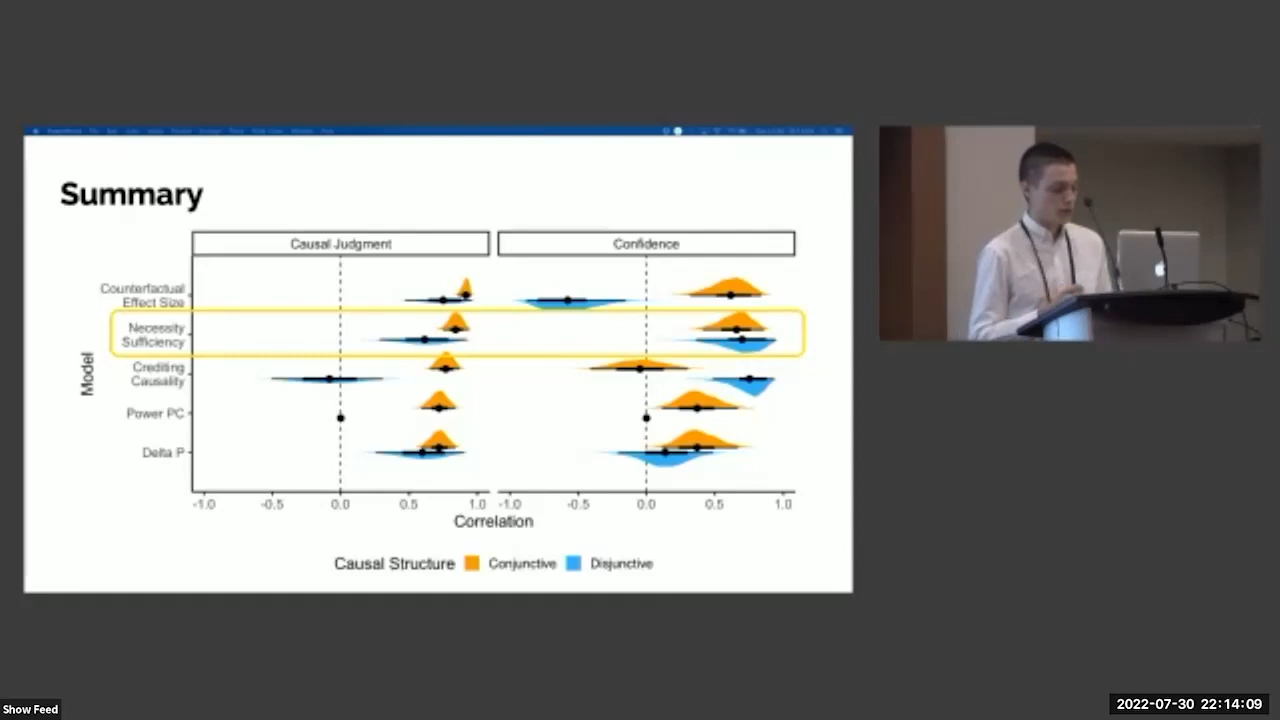 Summary
Causal Judgment
Confidence
Counterfactual
Effect Size
Necessity
Sufficiency
Crediting
Causality
Power PC
Delta P
Model
-1.0 -0.5 0.0 0.5 1.0
-1.0 -0.5 0.0 0.5 1.0
Correlation
Causal Structure Conjunctive Disjunctive
Show Feed
2022-07-30 22:14:09